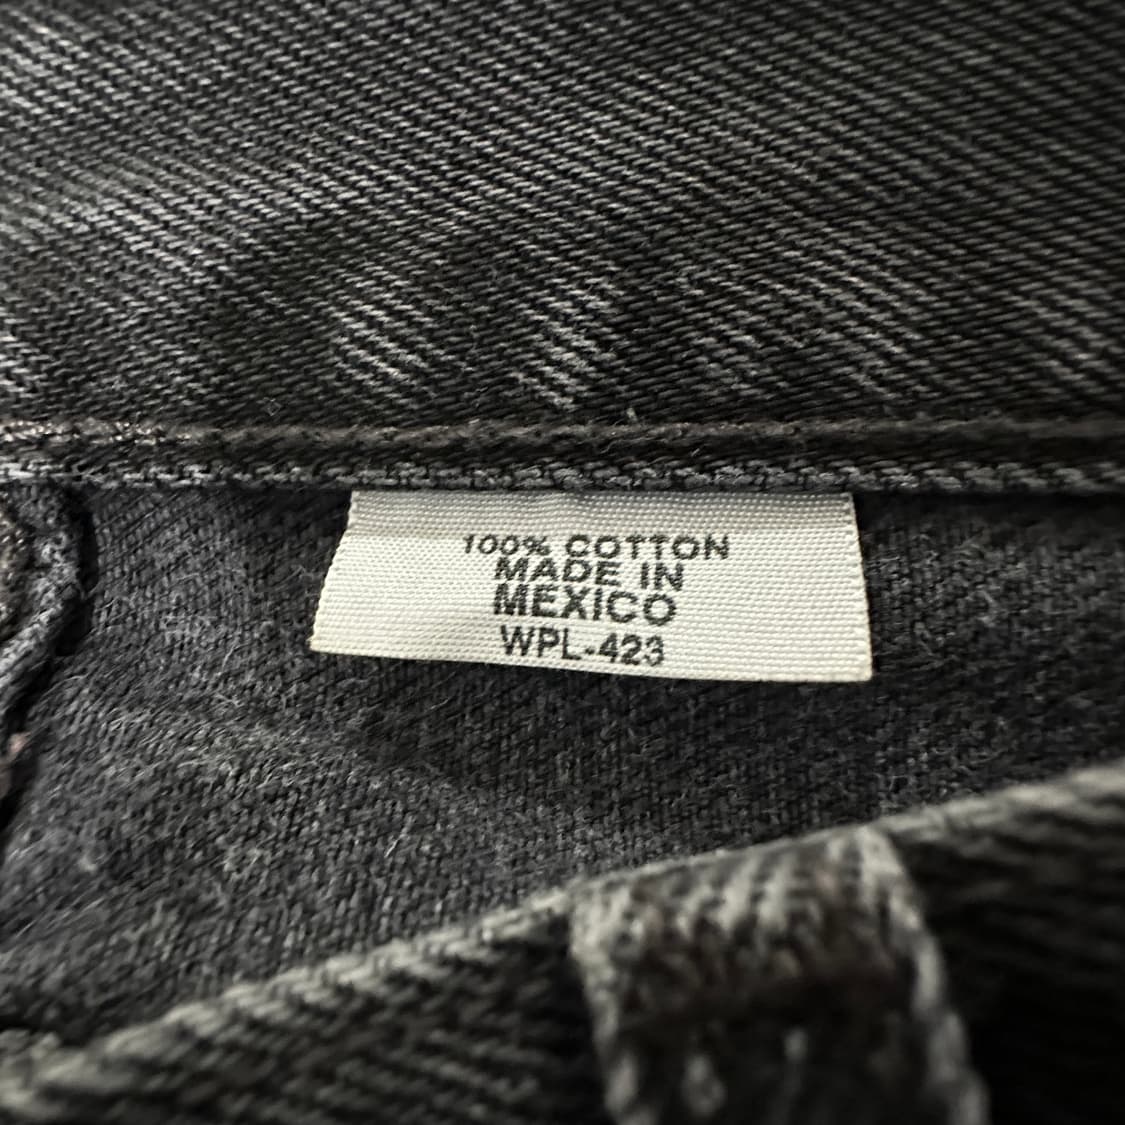 100% COTTON
MADE IN
MEXICO
WPL-423